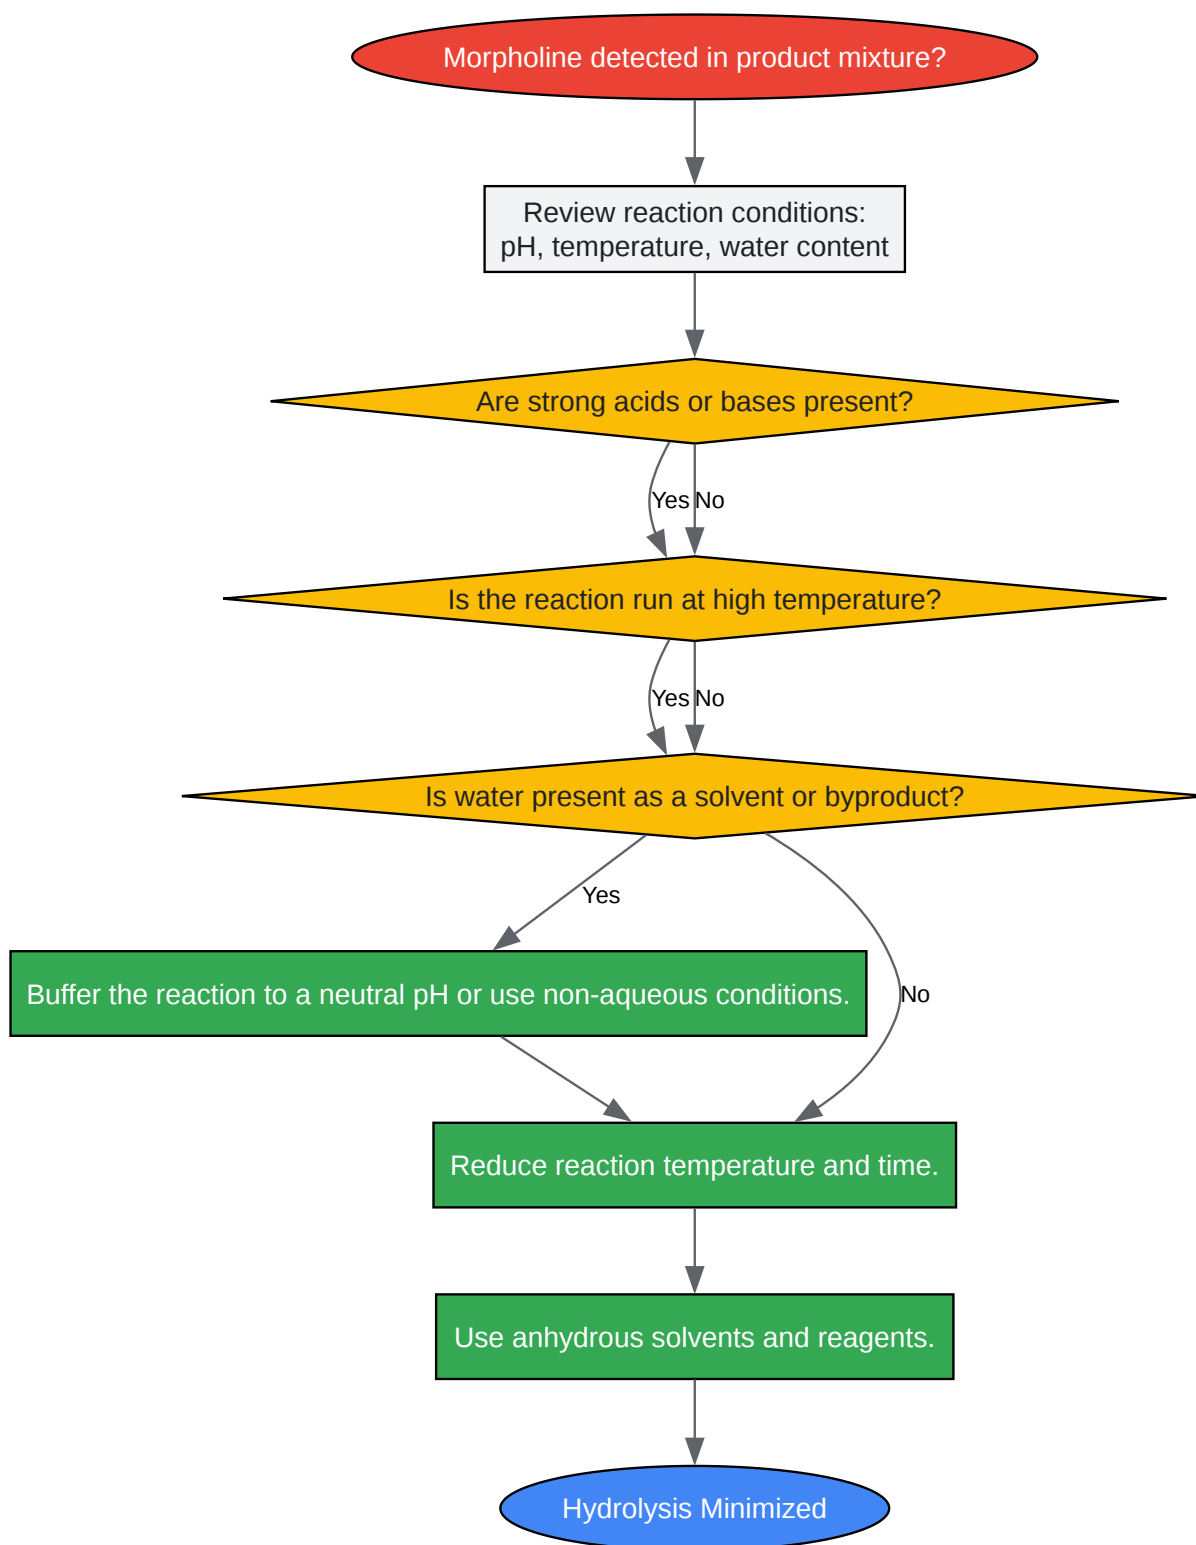 Morpholine detected in product mixture?
Review reaction conditions:
pH, temperature, water content
Are strong acids or bases present?
Yes
No
Is the reaction run at high temperature?
Yes
No
Is water present as a solvent or byproduct?
Yes
Buffer the reaction to a neutral pH or use non-aqueous conditions.
No
Reduce reaction temperature and time.
Use anhydrous solvents and reagents.
Hydrolysis Minimized